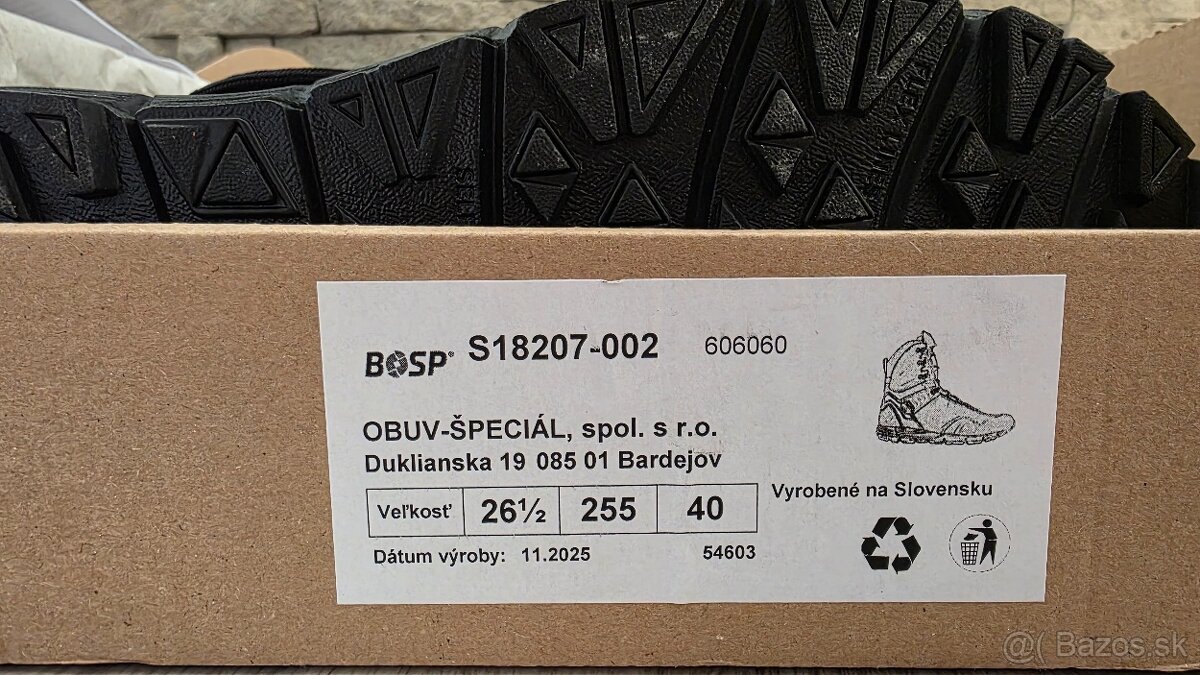 BOSP® S18207-002 606060
OBUV-ŠPECIÁL, spol. s r.o.
Duklianska 19 085 01 Bardejov
Veľkosť 26½ 255 40
Vyrobené na Slovensku
Dátum výroby: 11.2025 54603
@( Bazos.sk